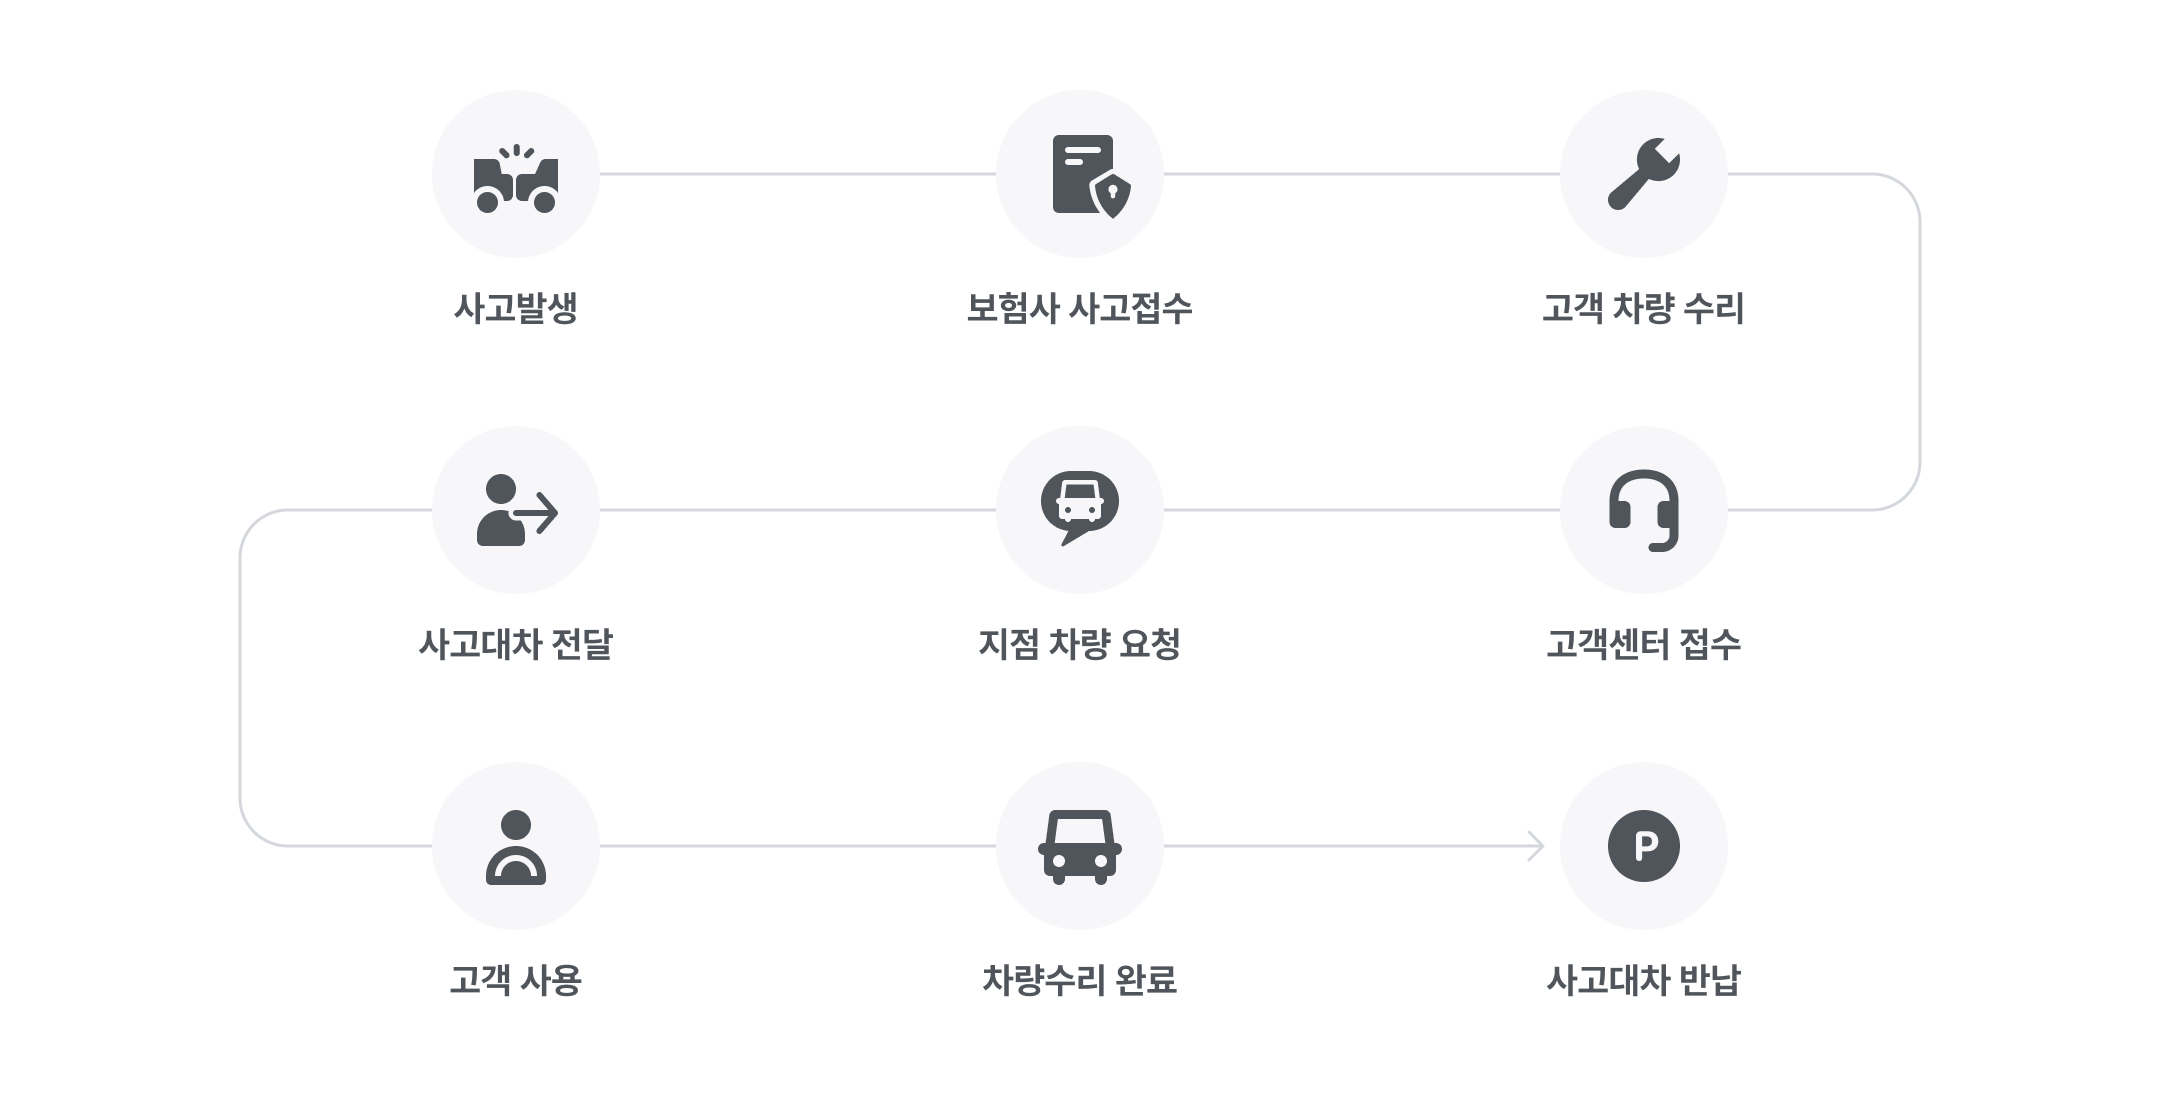 사고발생
보험사 사고접수
고객 차량 수리
고객센터 접수
지점 차량 요청
사고대차 전달
고객 사용
차량수리 완료
P
사고대차 반납